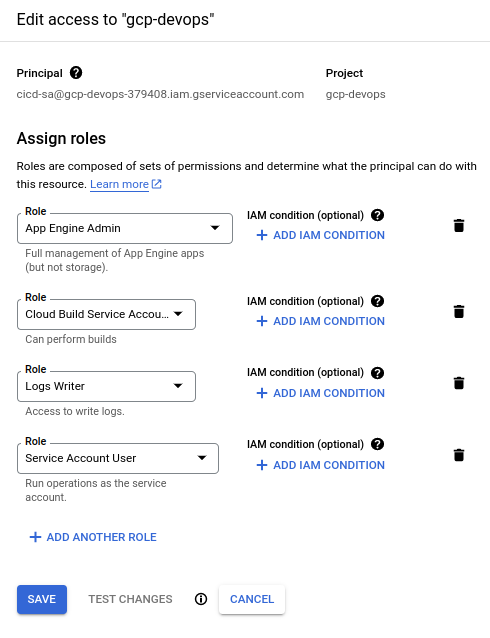 Edit access to "gcp-devops"
Principal
Project
cicd-sa@gcp-devops-379408.iam.gserviceaccount.com
gcp-devops
Assign roles
Roles are composed of sets of permissions and determine what the principal can do with
this resource. Learn more
Role
IAM condition (optional)
App Engine Admin
ADD IAM CONDITION
Full management of App Engine apps
(but not storage).
Role
IAM condition (optional)
Cloud Build Service Accou...
ADD IAM CONDITION
Can perform builds
Role
IAM condition (optional)
Logs Writer
ADD IAM CONDITION
Access to write logs.
Role
IAM condition (optional)
Service Account User
ADD IAM CONDITION
Run operations as the service
account.
ADD ANOTHER ROLE
SAVE
TEST CHANGES
CANCEL